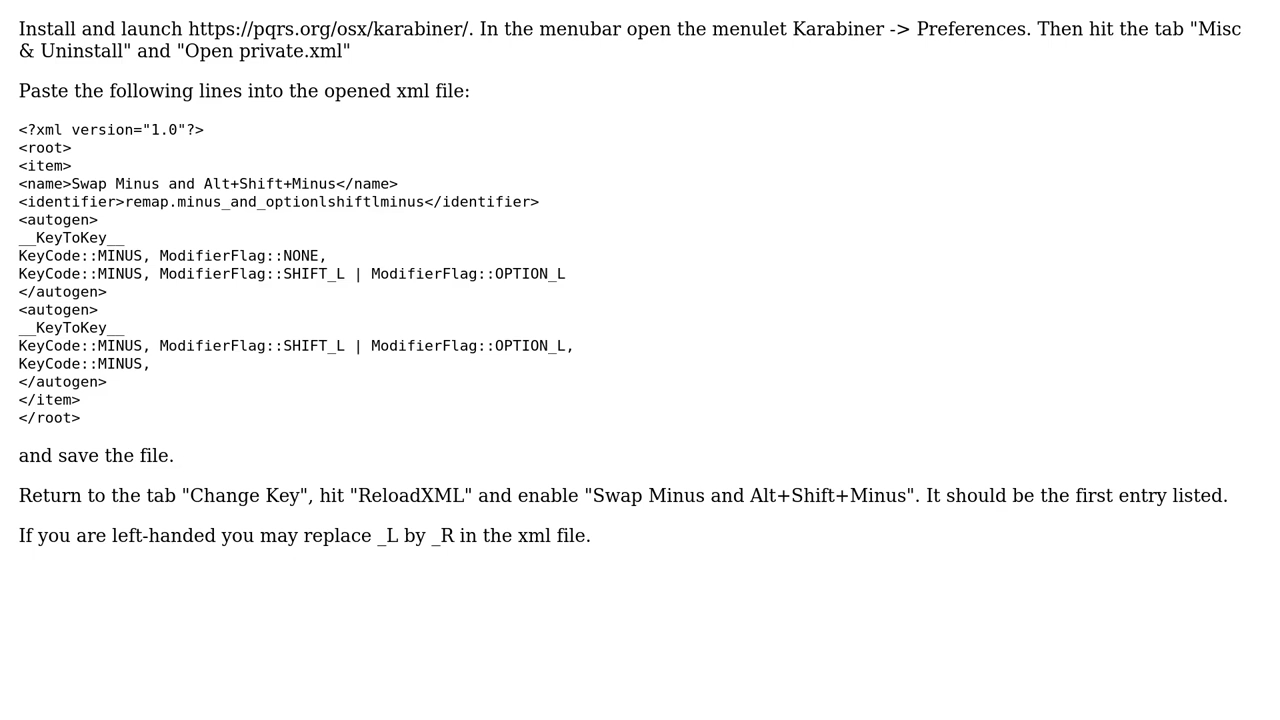 Install and launch https://pqrs.org/osx/karabiner/. In the menubar open the menulet Karabiner -> Preferences. Then hit the tab "Misc
& Uninstall" and "Open private.xml"
Paste the following lines into the opened xml file:
<?xml version="1.0"?>
<root>
<item>
<name>Swap Minus and Alt+Shift+Minus</name>
<identifier>remap.minus_and_optionlshiftlminus</identifier>
<autogen>
__KeyToKey__
KeyCode::MINUS, ModifierFlag::NONE,
KeyCode::MINUS, ModifierFlag::SHIFT_L | ModifierFlag::OPTION_L
</autogen>
<autogen>
__KeyToKey__
KeyCode::MINUS, ModifierFlag::SHIFT_L | ModifierFlag::OPTION_L,
KeyCode::MINUS,
</autogen>
</item>
</root>
and save the file.
Return to the tab "Change Key", hit "ReloadXML" and enable "Swap Minus and Alt+Shift+Minus". It should be the first entry listed.
If you are left-handed you may replace _L by _R in the xml file.